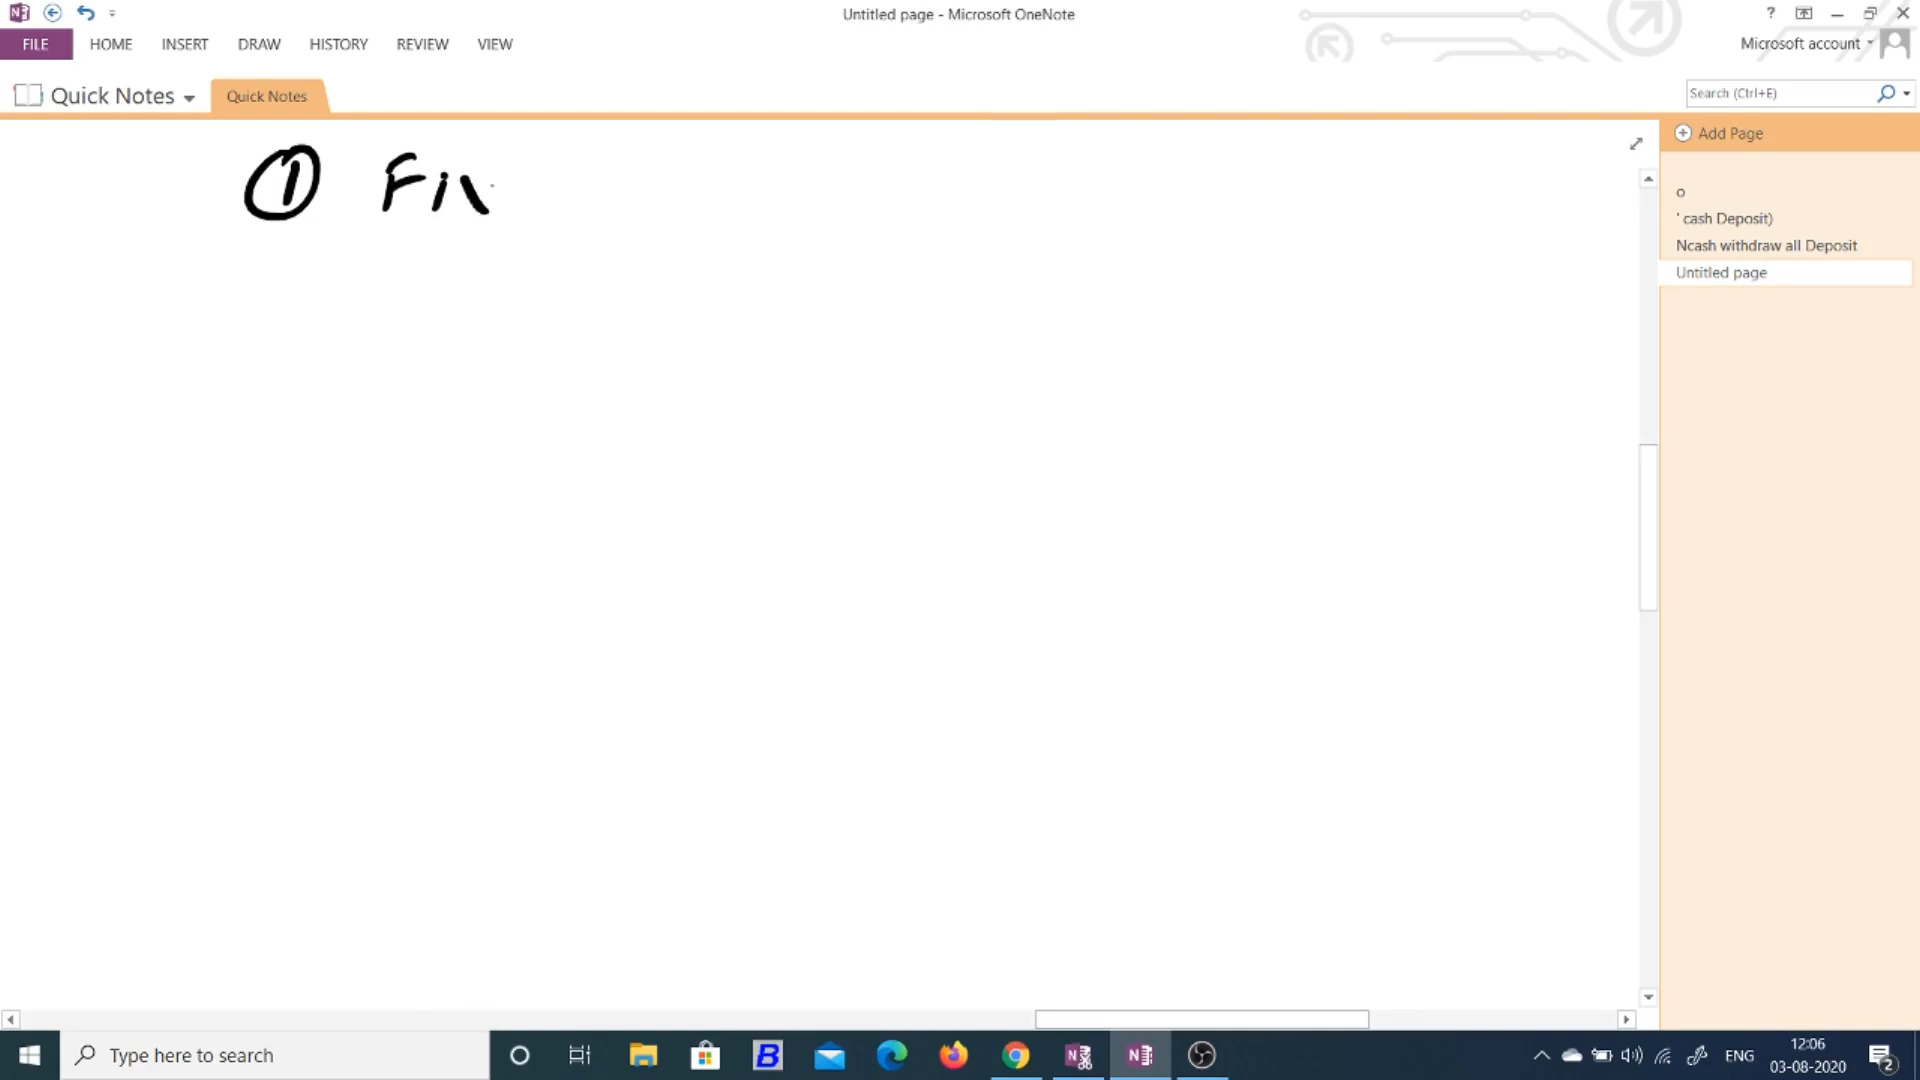 Untitled page - Microsoft OneNote
?
FILE HOME INSERT DRAW HISTORY REVIEW VIEW
Microsoft account
Quick Notes
Quick Notes
Search (Ctrl+E)
Add Page
① Fi
o
' cash Deposit)
Ncash withdraw all Deposit
Untitled page
Type here to search
B
ENG
12:06
03-08-2020
2